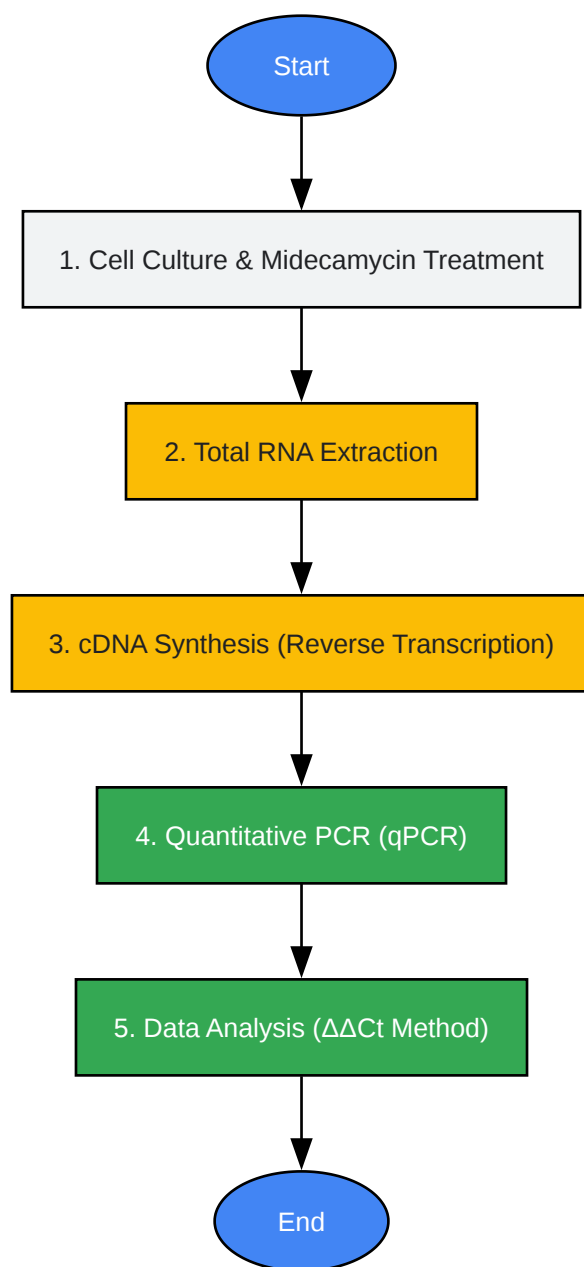 Start
1. Cell Culture & Midecamycin Treatment
2. Total RNA Extraction
3. cDNA Synthesis (Reverse Transcription)
4. Quantitative PCR (qPCR)
5. Data Analysis (ΔΔCt Method)
End